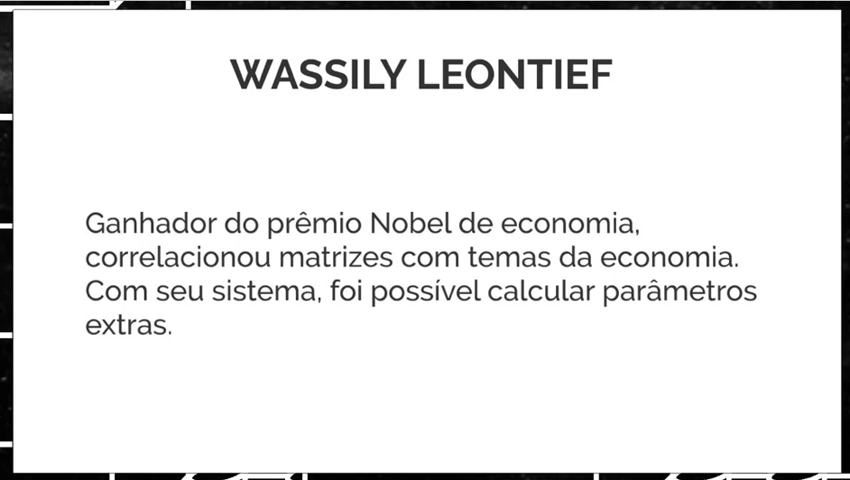 WASSILY LEONTIEF
Ganhador do prêmio Nobel de economia,
correlacionou matrizes com temas da economia.
Com seu sistema, foi possível calcular parâmetros
extras.